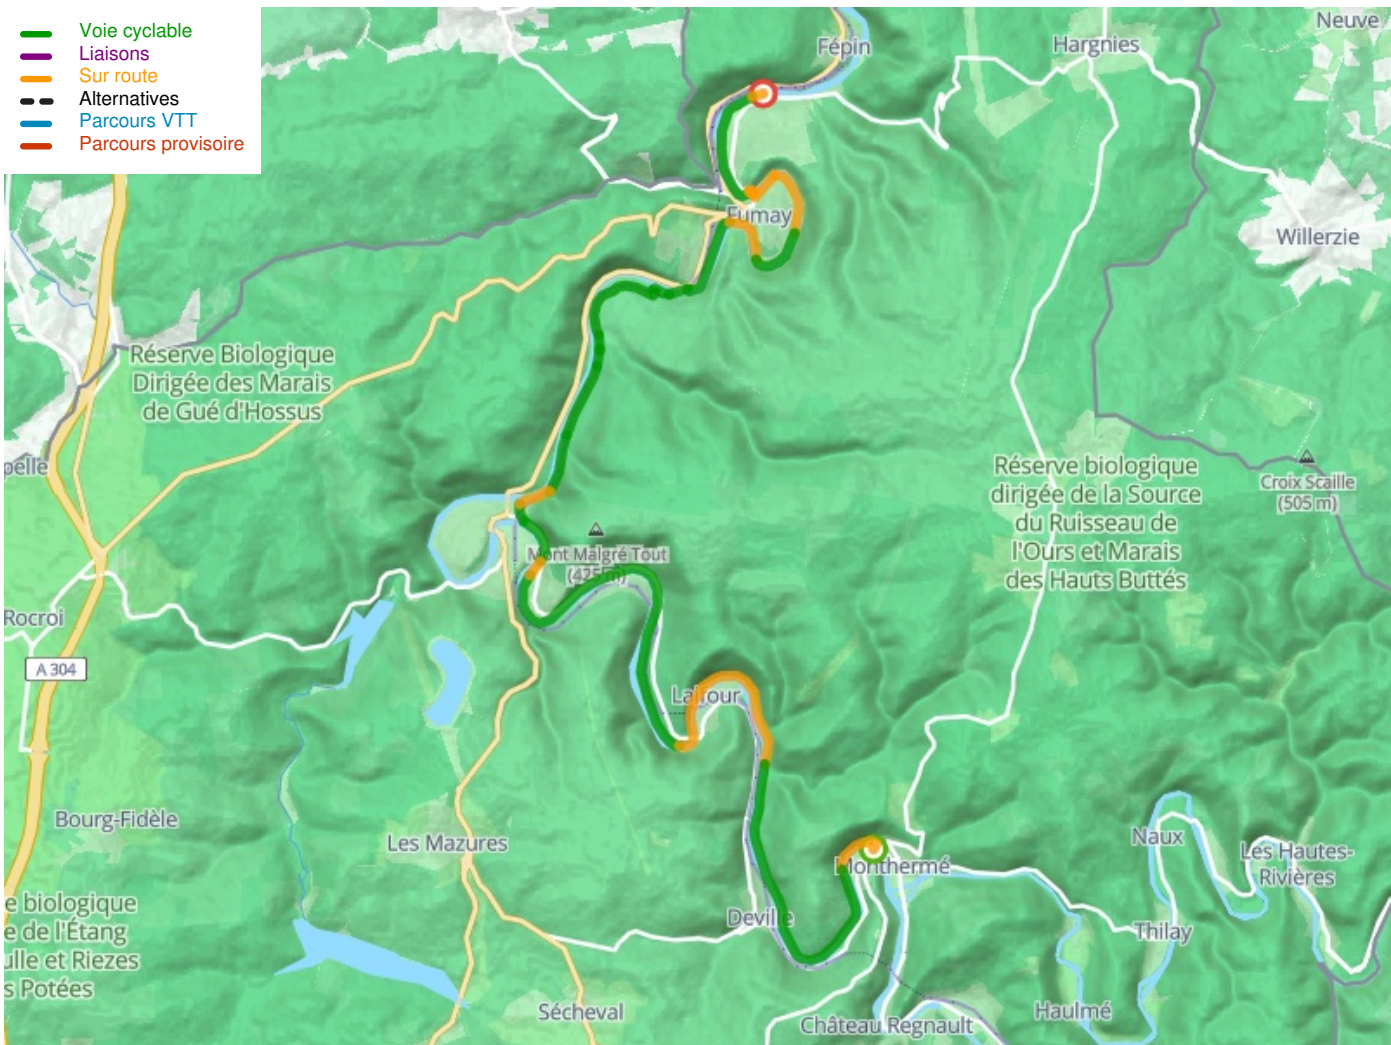 Voie cyclable
Liaisons
Sur route
Alternatives
Parcours VTT
Parcours provisoire
Neuve
Fépin
Hargnies
Fumay
Willerzie
Réserve Biologique
Dirigée des Marais
de Gué d'Hossus
pelle
Réserve biologique
dirigée de la Source
du Ruisseau de
l'Ours et Marais
des Hauts Buttés
Croix Scaille
(505 m)
Mont Malgré Tout
(425 m)
Rocroi
A 304
Laifour
Bourg-Fidèle
Les Mazures
Naux
Les Hautes-
Rivières
Monthermé
e biologique
e de l'Étang
ulle et Riezes
s Potées
Deville
Thilay
Sécheval
Château Regnault
Haulmé